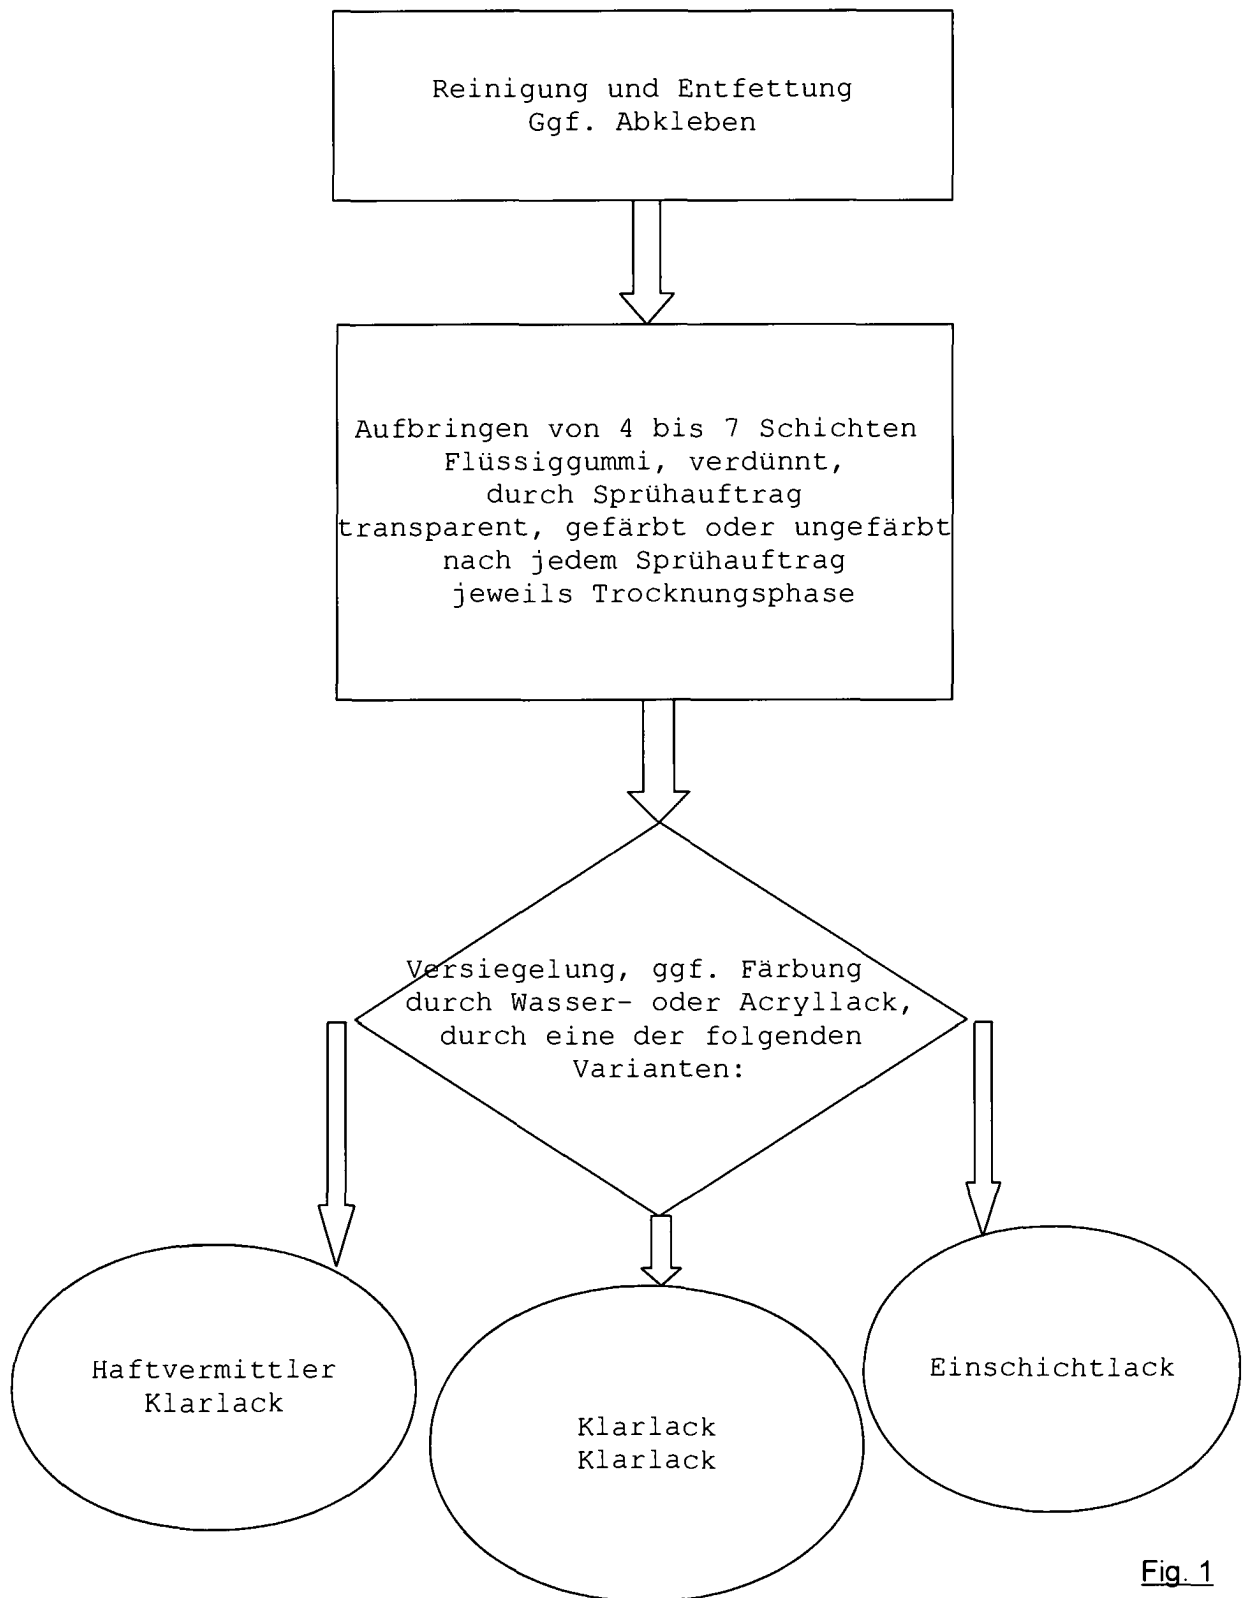 Reinigung und Entfettung
Ggf. Abkleben
Aufbringen von 4 bis 7 Schichten
Flüssiggummi, verdünnt,
durch Sprühauftrag
transparent, gefärbt oder ungefärbt
nach jedem Sprühauftrag
jeweils Trocknungsphase
Versiegelung, ggf. Färbung
durch Wasser- oder Acryllack,
durch eine der folgenden
Varianten:
Haftvermittler
Klarlack
Klarlack
Klarlack
Einschichtlack
Fig. 1